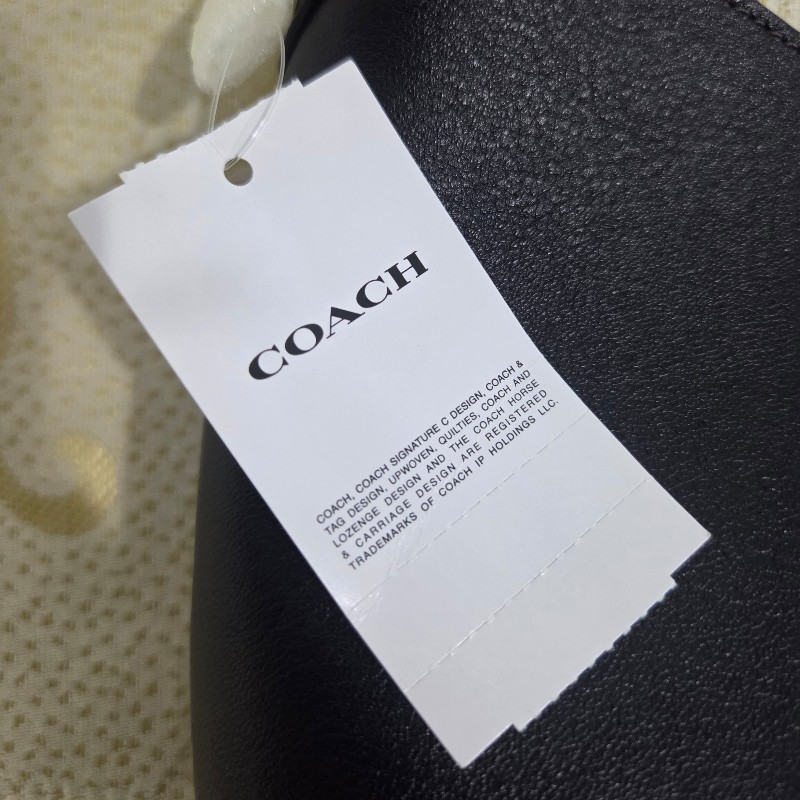 COACH
COACH, COACH SIGNATURE C DESIGN, COACH &
TAG DESIGN, UPWOVEN, QUILTIES, COACH AND
LOZENGE DESIGN AND THE COACH HORSE
& CARRIAGE DESIGN ARE REGISTERED
TRADEMARKS OF COACH IP HOLDINGS LLC.